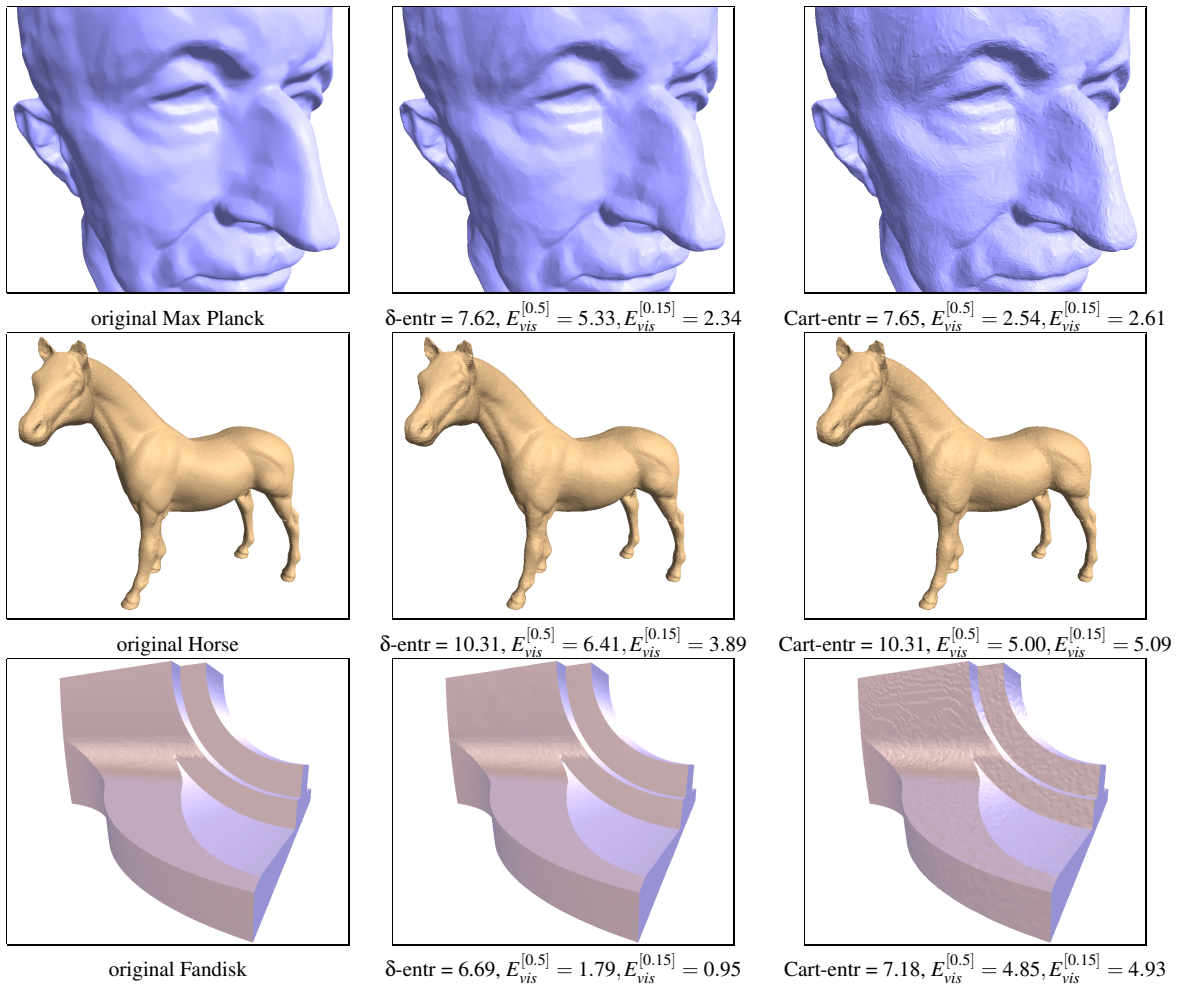 original Max Planck
δ-entr = 7.62, E_{vis}^{[0.5]} = 5.33, E_{vis}^{[0.15]} = 2.34
Cart-entr = 7.65, E_{vis}^{[0.5]} = 2.54, E_{vis}^{[0.15]} = 2.61
original Horse
δ-entr = 10.31, E_{vis}^{[0.5]} = 6.41, E_{vis}^{[0.15]} = 3.89
Cart-entr = 10.31, E_{vis}^{[0.5]} = 5.00, E_{vis}^{[0.15]} = 5.09
original Fandisk
δ-entr = 6.69, E_{vis}^{[0.5]} = 1.79, E_{vis}^{[0.15]} = 0.95
Cart-entr = 7.18, E_{vis}^{[0.5]} = 4.85, E_{vis}^{[0.15]} = 4.93